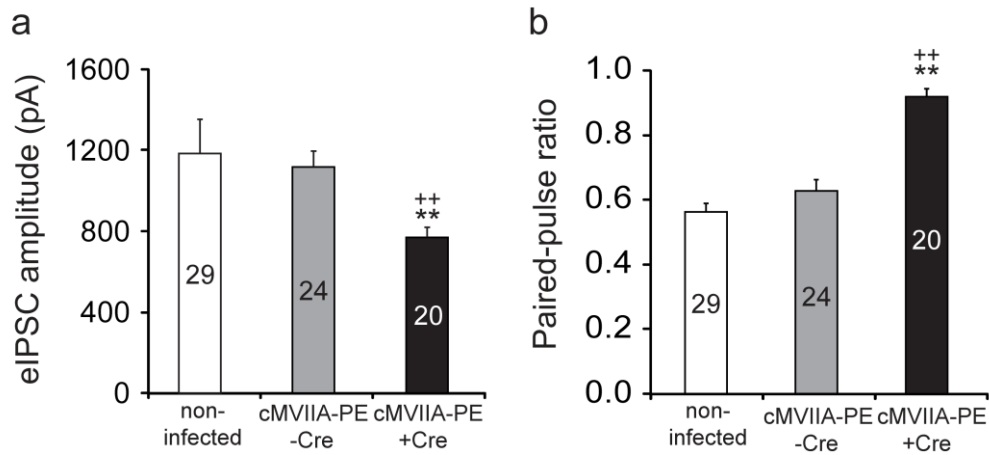 a
eIPSC amplitude (pA)
1600
1200
800
400
0
29
24
++
**
20
non-
infected
cMVIIA-PE
-Cre
cMVIIA-PE
+Cre
b
Paired-pulse ratio
1.0
0.8
0.6
0.4
0.2
0.0
29
24
++
**
20
non-
infected
cMVIIA-PE
-Cre
cMVIIA-PE
+Cre